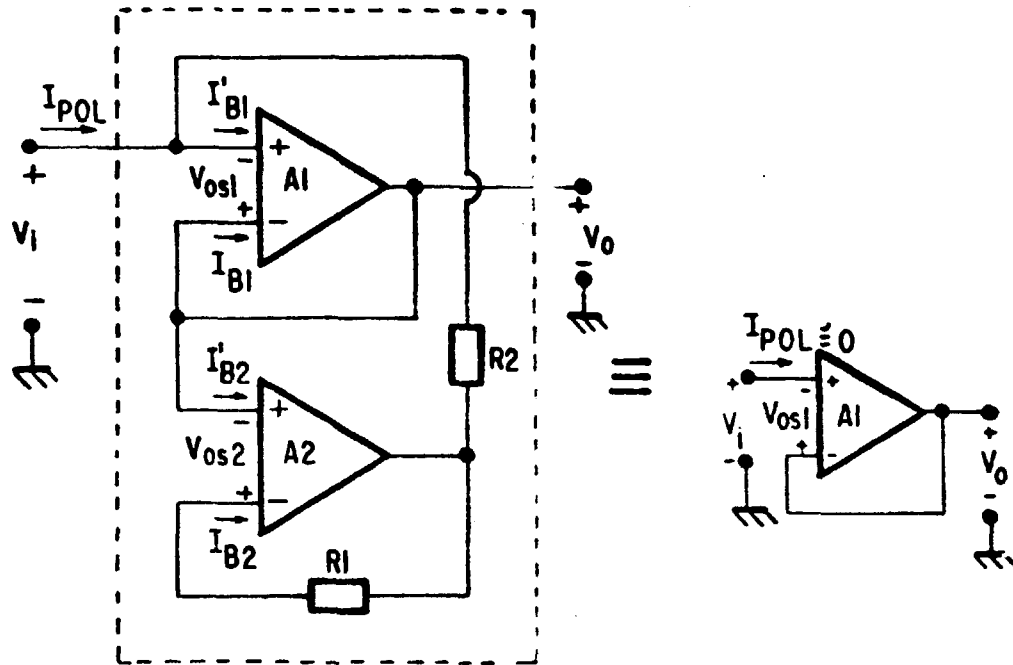 I_POL
I'_B1
+
+
-
V_os1
A1
V_i
+
-
I_B1
+
V_o
-
-
I'_B2
R2
≡
I_POL ≅ 0
+
+
-
-
V_os2
A2
V_i
V_os1
A1
+
+
-
+
-
V_o
-
-
I_B2
R1